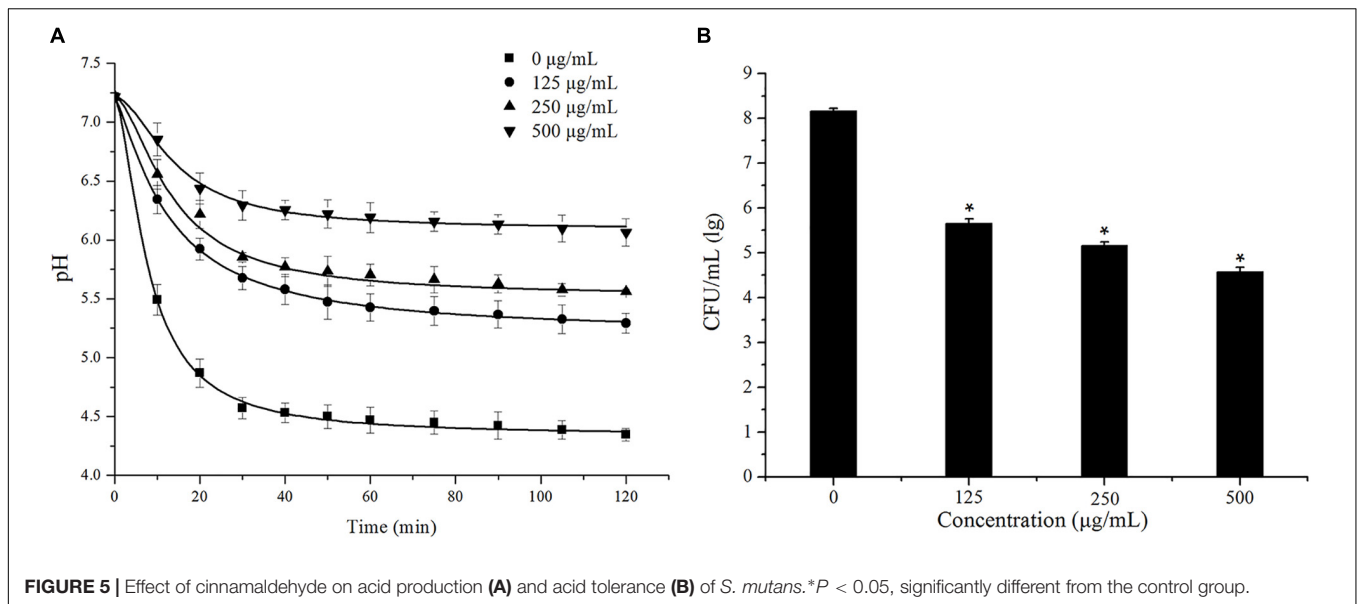 A
7.5
7.0
6.5
6.0
5.5
5.0
4.5
4.0
pH
0
20
40
60
80
100
120
Time (min)
0 µg/mL
125 µg/mL
250 µg/mL
500 µg/mL
B
9
8
7
6
5
4
3
2
1
0
CFU/mL (lg)
*
*
*
0
125
250
500
Concentration (µg/mL)
FIGURE 5 | Effect of cinnamaldehyde on acid production (A) and acid tolerance (B) of S. mutans. *P < 0.05, significantly different from the control group.